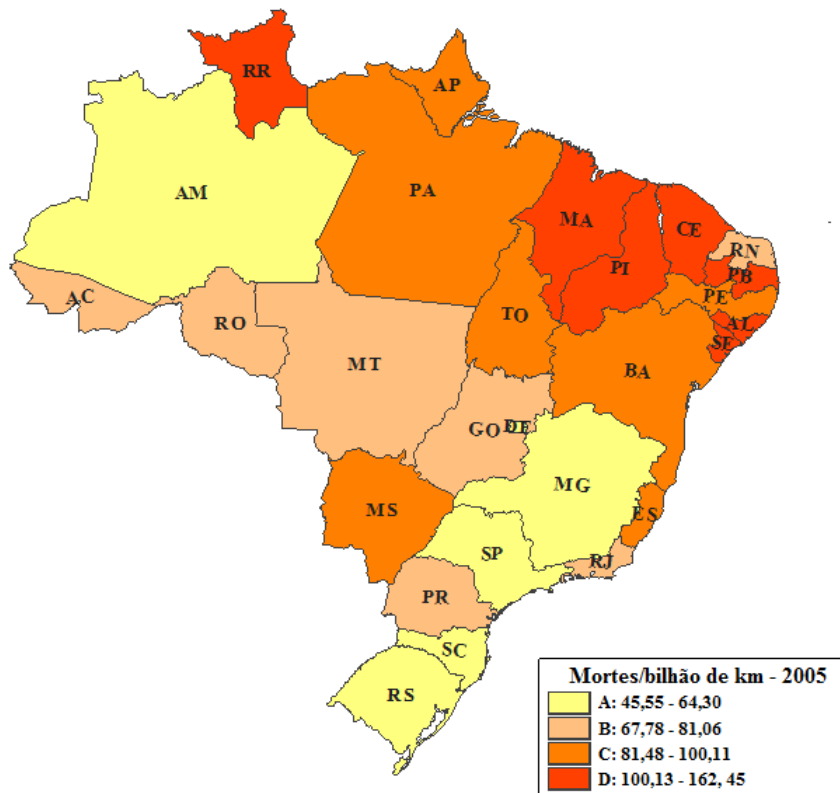 RR
AP
AM
PA
MA
CE
RN
PI
PB
AC
PE
TO
RO
AL
SE
MT
BA
GO
DF
MG
MS
ES
SP
RJ
PR
SC
RS
Mortes/bilhão de km - 2005
A: 45,55 - 64,30
B: 67,78 - 81,06
C: 81,48 - 100,11
D: 100,13 - 162, 45